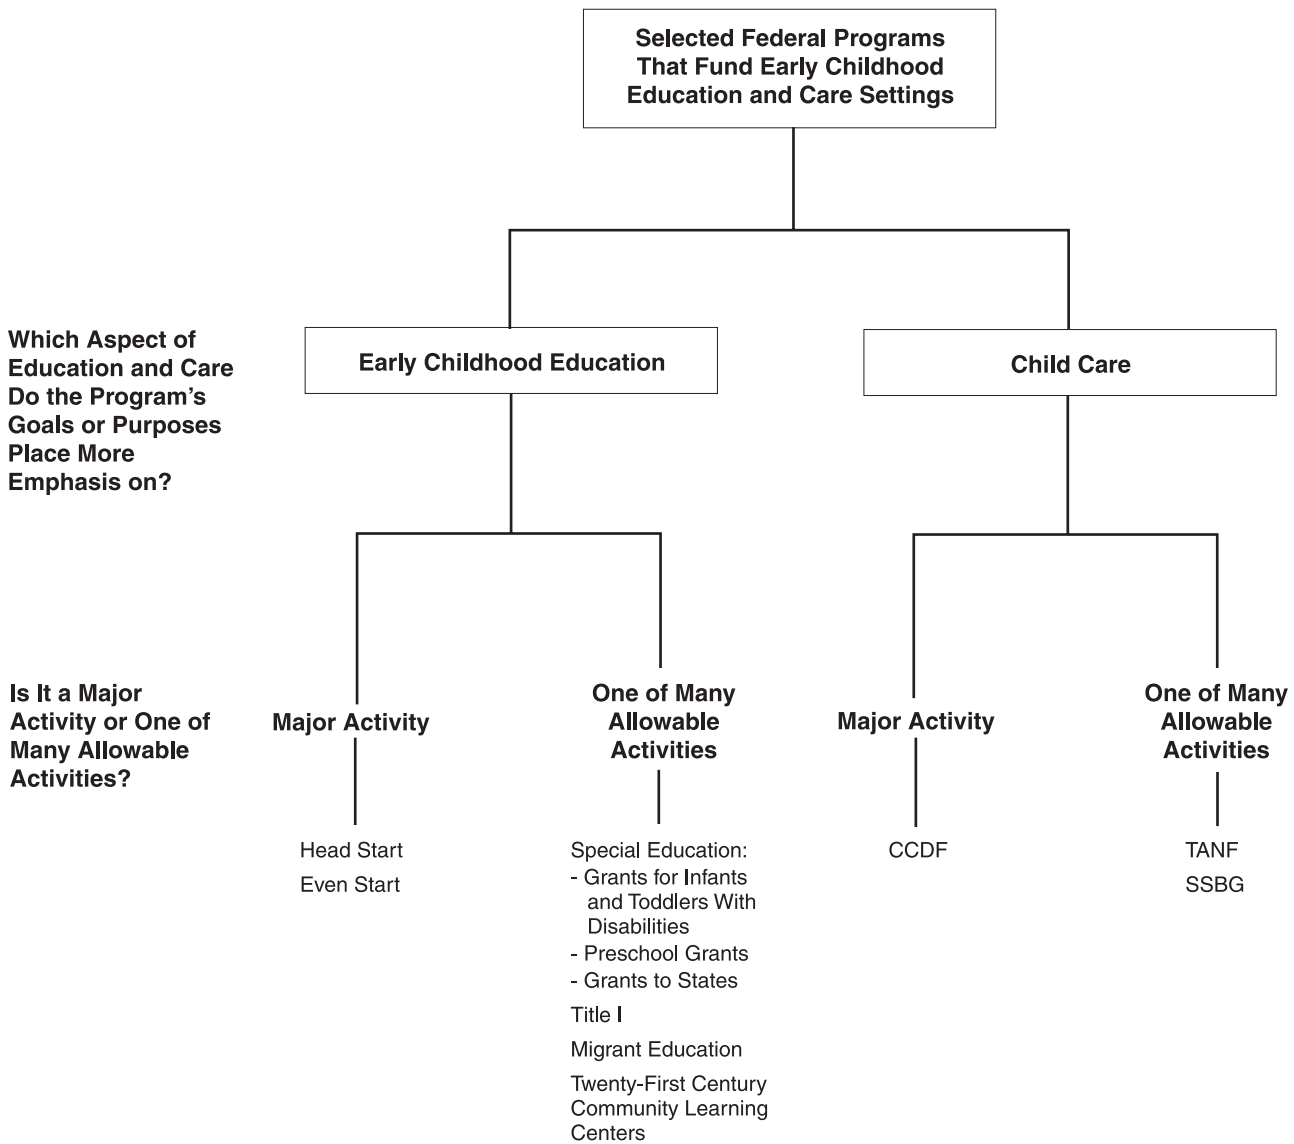 Selected Federal Programs
That Fund Early Childhood
Education and Care Settings
Which Aspect of
Education and Care
Do the Program's
Goals or Purposes
Place More
Emphasis on?
Early Childhood Education
Child Care
Is It a Major
Activity or One of
Many Allowable
Activities?
Major Activity
One of Many
Allowable
Activities
Major Activity
One of Many
Allowable
Activities
Head Start
Even Start
Special Education:
- Grants for Infants
and Toddlers With
Disabilities
- Preschool Grants
- Grants to States
Title I
Migrant Education
Twenty-First Century
Community Learning
Centers
CCDF
TANF
SSBG